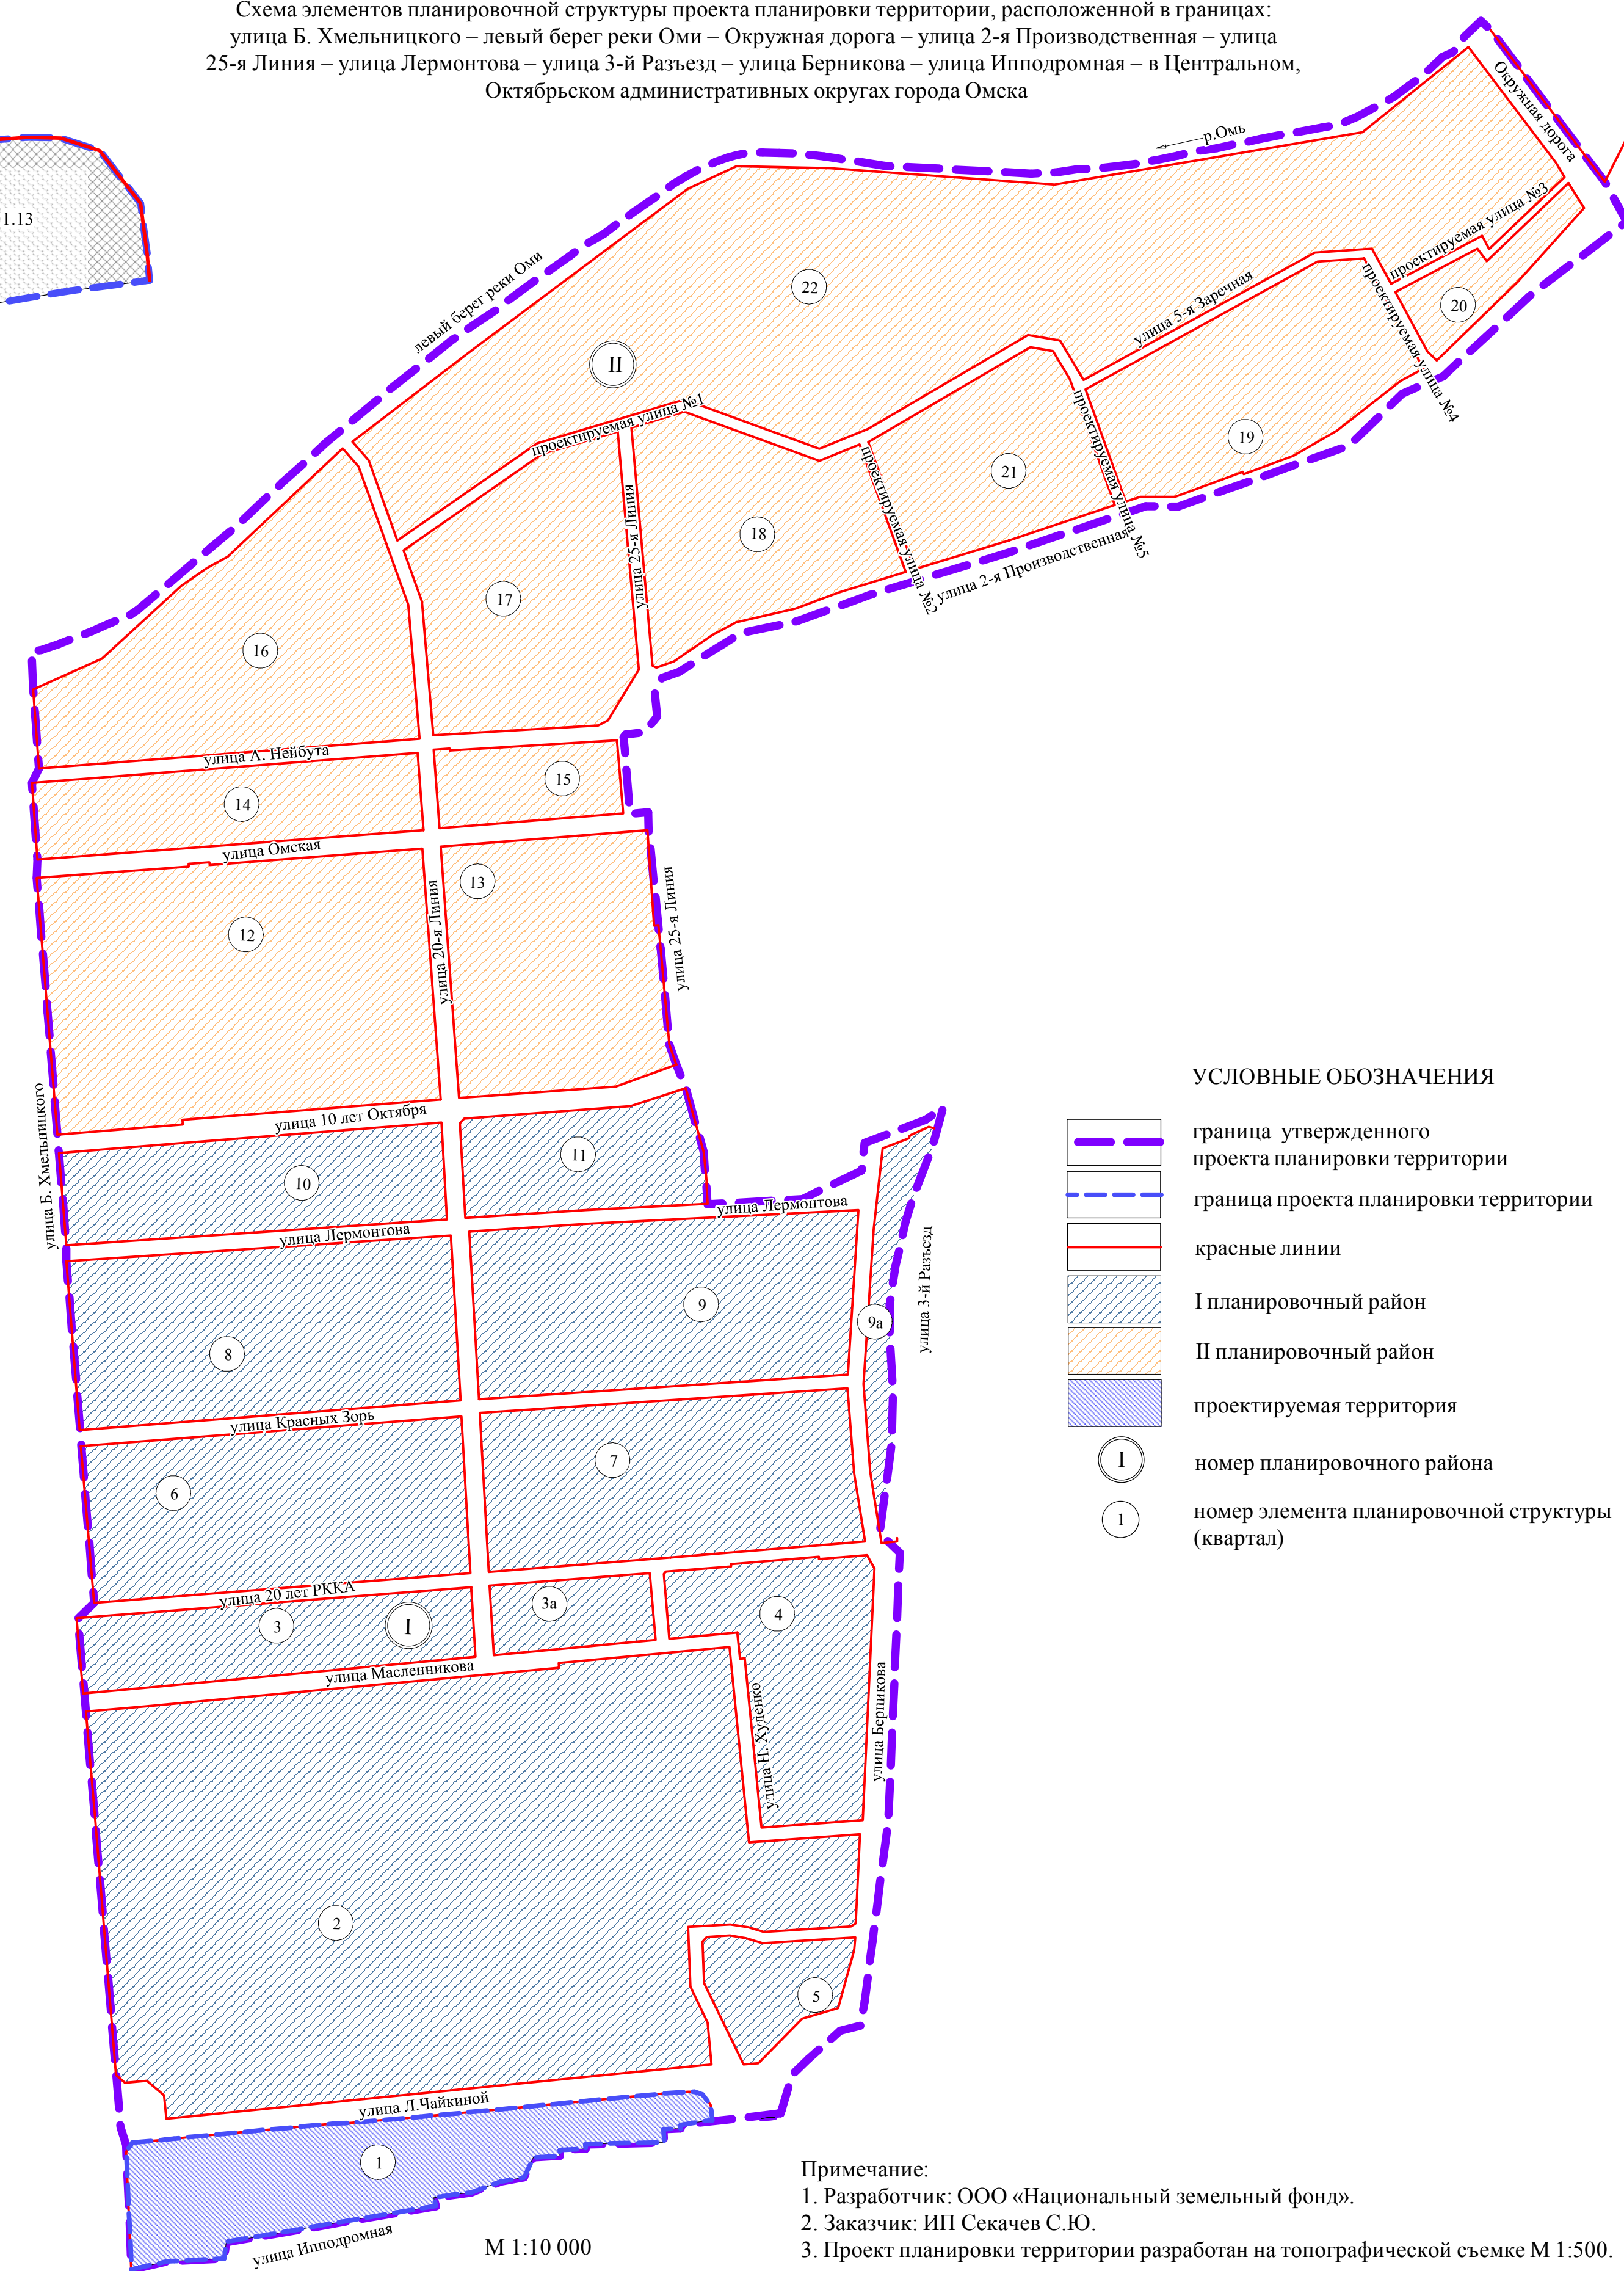 Схема элементов планировочной структуры проекта планировки территории, расположенной в границах:
улица Б. Хмельницкого – левый берег реки Оми – Окружная дорога – улица 2-я Производственная – улица
25-я Линия – улица Лермонтова – улица 3-й Разъезд – улица Берникова – улица Ипподромная – в Центральном,
Октябрьском административных округах города Омска
Окружная дорога
р.Омь
1.13
проектируемая улица №3
левый берег реки Оми
22
улица 5-я Заречная
20
проектируемая улица №4
II
проектируемая улица №1
проектируемая улица №5
19
21
проектируемая улица №2
18
улица 25-я Линия
улица 2-я Производственная
17
16
улица А. Нейбута
15
14
улица Омская
13
12
улица 20-я Линия
улица 25-я Линия
улица Б. Хмельницкого
улица 10 лет Октября
11
10
улица Лермонтова
улица Лермонтова
9
9а
улица 3-й Разъезд
8
улица Красных Зорь
7
6
улица 20 лет РККА
3
I
3а
4
улица Масленникова
улица Н. Худенко
улица Берникова
2
5
улица Л.Чайкиной
1
улица Ипподромная
М 1:10 000
УСЛОВНЫЕ ОБОЗНАЧЕНИЯ
граница утвержденного
проекта планировки территории
граница проекта планировки территории
красные линии
I планировочный район
II планировочный район
проектируемая территория
I
номер планировочного района
1
номер элемента планировочной структуры
(квартал)
Примечание:
1. Разработчик: ООО «Национальный земельный фонд».
2. Заказчик: ИП Секачев С.Ю.
3. Проект планировки территории разработан на топографической съемке М 1:500.